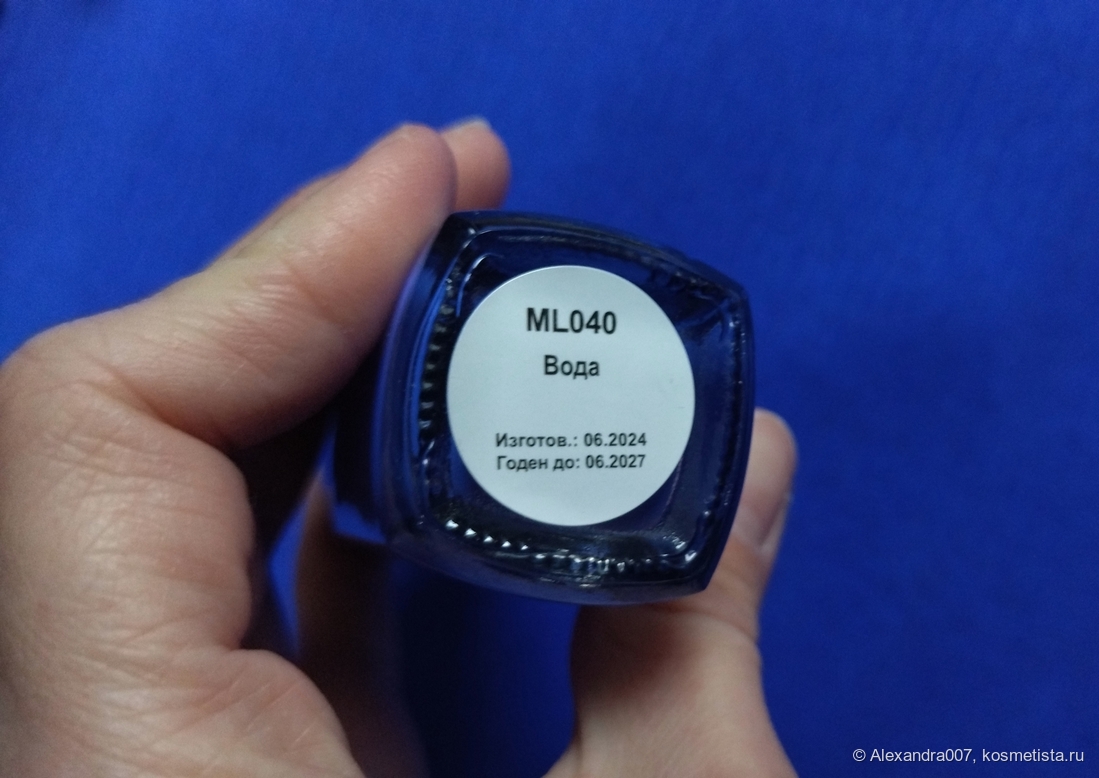 ML040
Вода
Изготов.: 06.2024
Годен до: 06.2027
© Alexandra007, kosmetista.ru